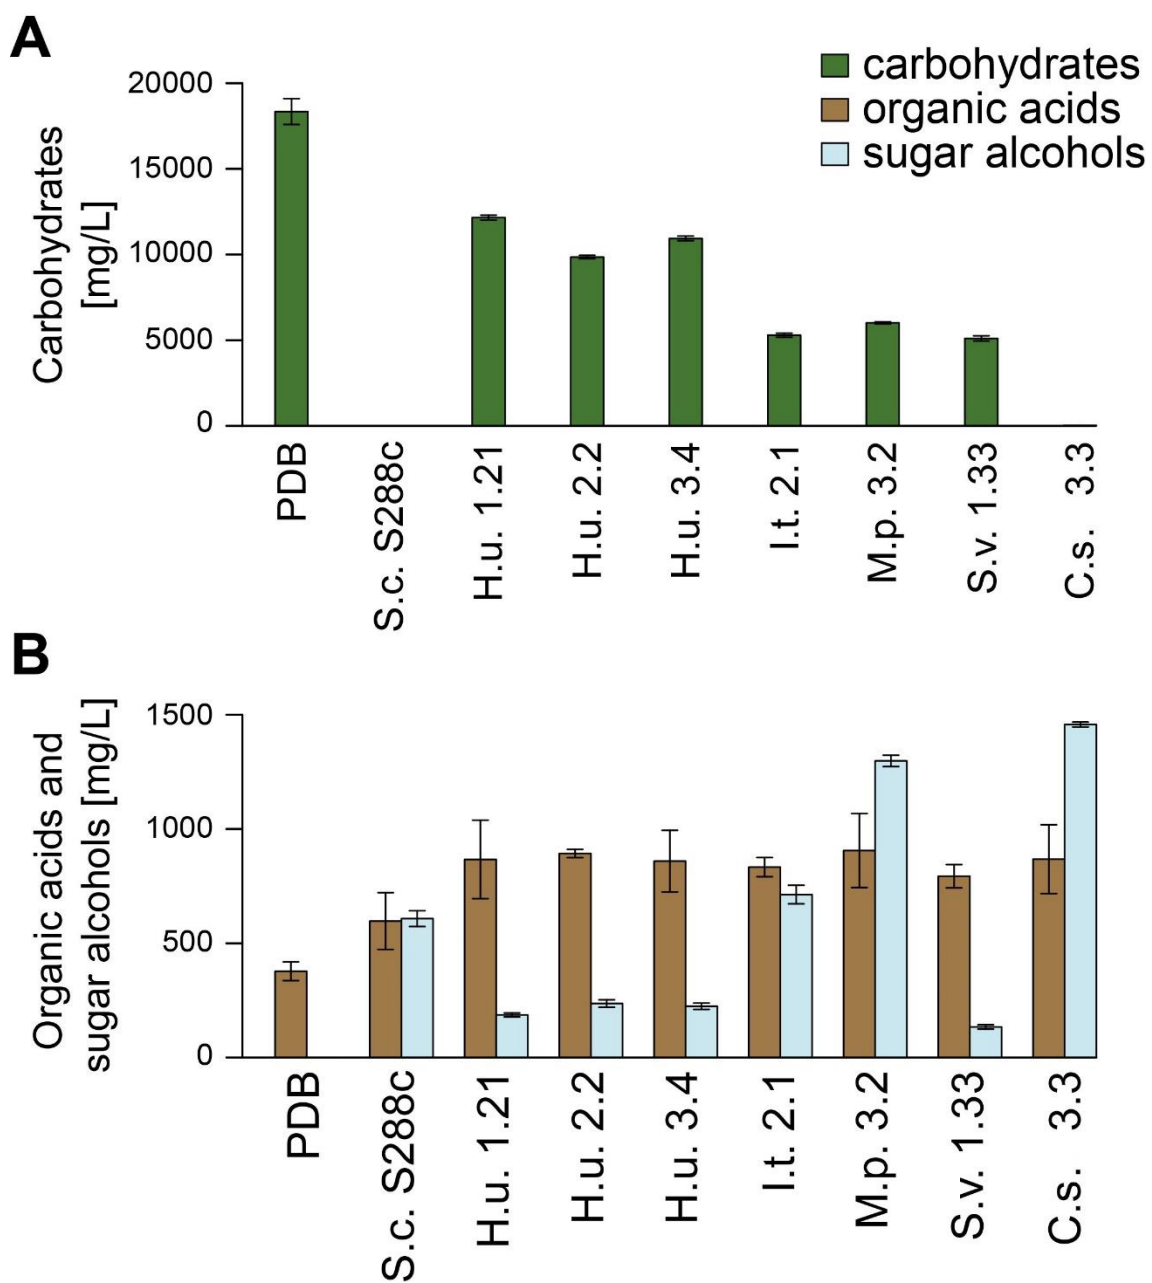 A
carbohydrates
organic acids
sugar alcohols
Carbohydrates
[mg/L]
20000
15000
10000
5000
0
PDB
S.c. S288c
H.u. 1.21
H.u. 2.2
H.u. 3.4
I.t. 2.1
M.p. 3.2
S.v. 1.33
C.s. 3.3
B
Organic acids and
sugar alcohols [mg/L]
1500
1000
500
0
PDB
S.c. S288c
H.u. 1.21
H.u. 2.2
H.u. 3.4
I.t. 2.1
M.p. 3.2
S.v. 1.33
C.s. 3.3